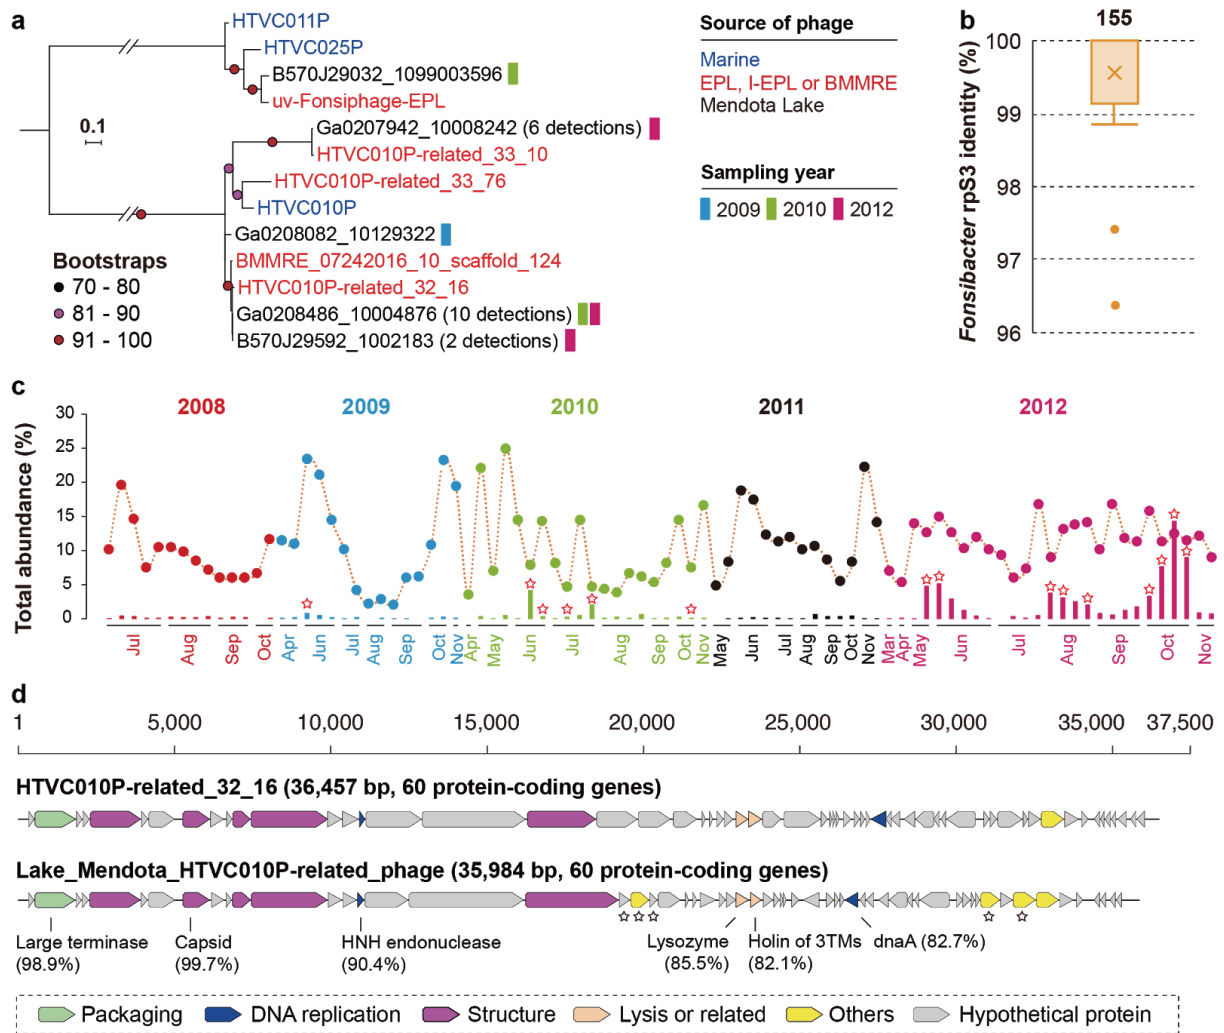 a
HTVC011P
HTVC025P
B570J29032_1099003596
uv-Fonsiphage-EPL
Ga0207942_10008242 (6 detections)
HTVC010P-related_33_10
HTVC010P-related_33_76
HTVC010P
Ga0208082_10129322
BMMRE_07242016_10_scaffold_124
HTVC010P-related_32_16
Ga0208486_10004876 (10 detections)
B570J29592_1002183 (2 detections)
0.1
Bootstraps
70 - 80
81 - 90
91 - 100
Source of phage
Marine
EPL, I-EPL or BMMRE
Mendota Lake
Sampling year
2009 2010 2012
b
155
Fonsibacter rpS3 identity (%)
100
99
98
97
96
c
2008 2009 2010 2011 2012
Total abundance (%)
30
25
20
15
10
5
0
Jul Aug Sep Oct Apr Jun Jul Aug Sep Oct Nov Apr May Jun Jul Aug Sep Oct Nov May Jun Jul Aug Sep Oct Nov Mar Apr May Jun Jul Aug Sep Oct Nov
d
1 5,000 10,000 15,000 20,000 25,000 30,000 35,000 37,500
HTVC010P-related_32_16 (36,457 bp, 60 protein-coding genes)
Lake_Mendota_HTVC010P-related_phage (35,984 bp, 60 protein-coding genes)
Large terminase
(98.9%)
Capsid
(99.7%)
HNH endonuclease
(90.4%)
Lysozyme
(85.5%)
Holin of 3TMs
(82.1%)
dnaA (82.7%)
Packaging DNA replication Structure Lysis or related Others Hypothetical protein